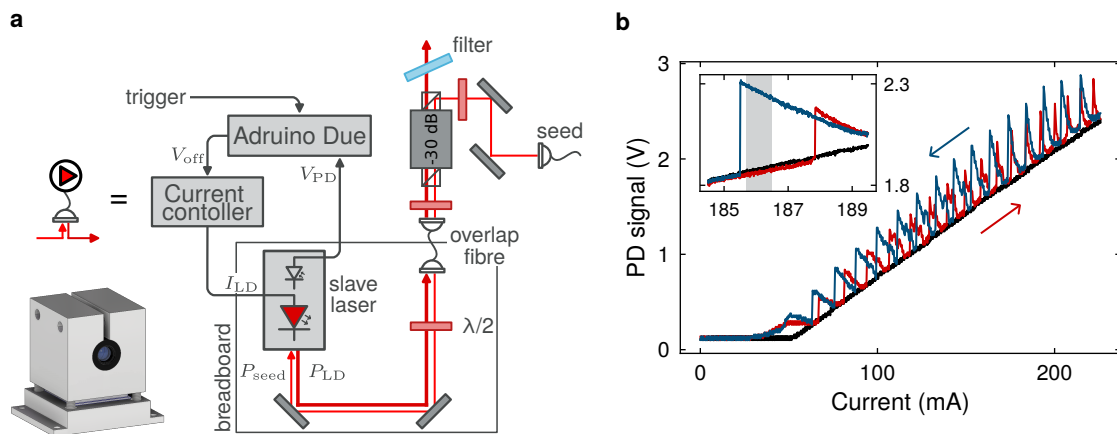 a
filter
trigger
Adruino Due
-30 dB
seed
V_off
V_PD
=
Current
contoller
overlap
fibre
I_LD
slave
laser
λ/2
breadboard
P_seed
P_LD
b
3
2
1
0
PD signal (V)
2.3
1.8
185
187
189
0
100
200
Current (mA)